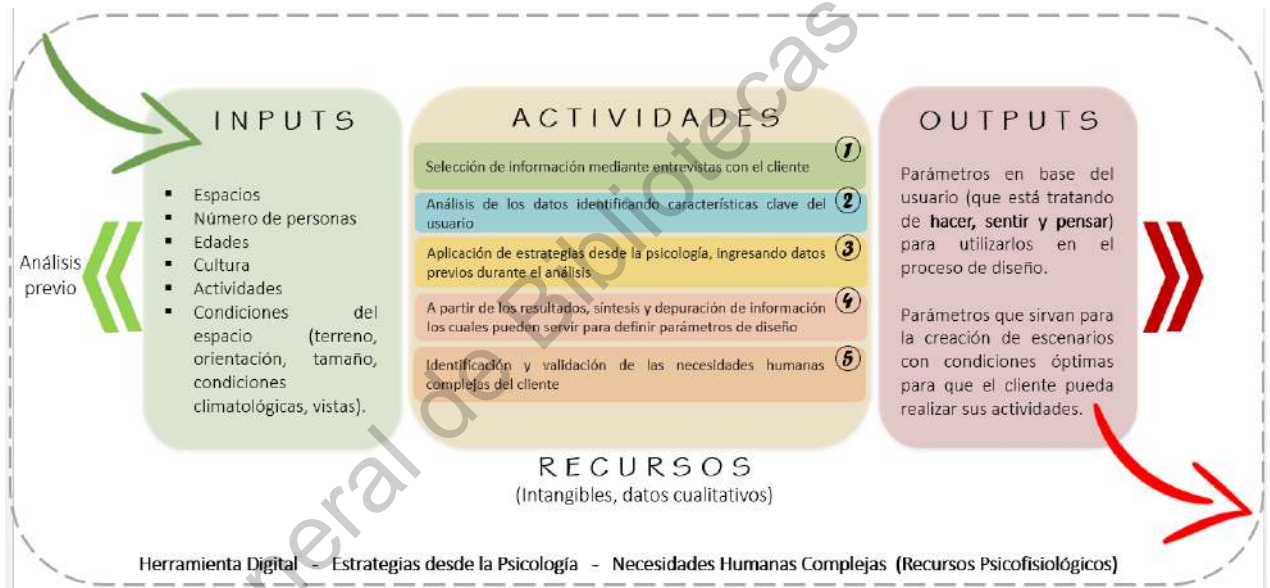 INPUTS
Espacios
Número de personas
Edades
Cultura
Actividades
Condiciones del
espacio (terreno,
orientación, tamaño,
condiciones
climatológicas, vistas).
Análisis
previo
ACTIVIDADES
Selección de información mediante entrevistas con el cliente
1
Análisis de los datos identificando características clave del
usuario
2
Aplicación de estrategias desde la psicología, ingresando datos
previos durante el análisis
3
A partir de los resultados, síntesis y depuración de información
los cuales pueden servir para definir parámetros de diseño
4
Identificación y validación de las necesidades humanas
complejas del cliente
5
OUTPUTS
Parámetros en base del
usuario (que está tratando
de hacer, sentir y pensar)
para utilizarlos en el
proceso de diseño.
Parámetros que sirvan para
la creación de escenarios
con condiciones óptimas
para que el cliente pueda
realizar sus actividades.
RECURSOS
(Intangibles, datos cualitativos)
Herramienta Digital - Estrategias desde la Psicología - Necesidades Humanas Complejas (Recursos Psicofisiológicos)
neral de Bibliotecas